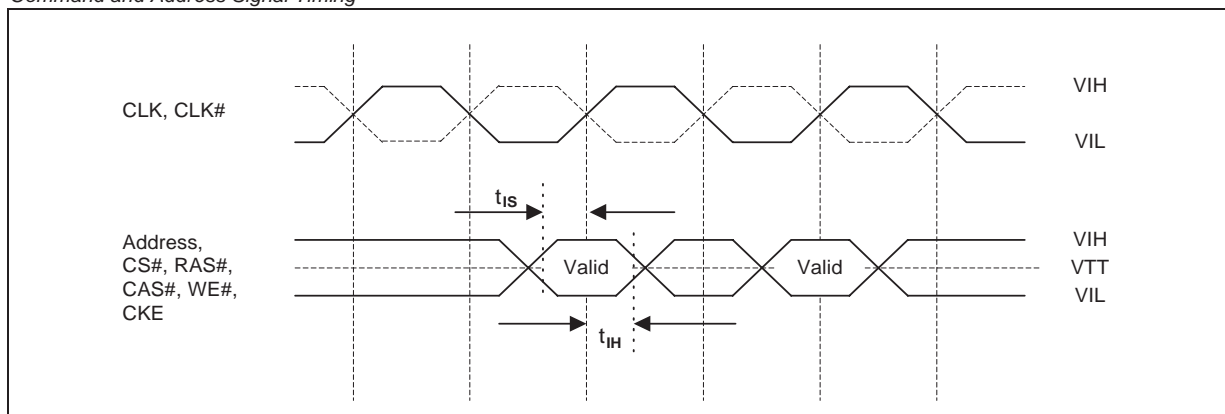 Command and Address Signal Timing
CLK, CLK#
VIH
VIL
tIS
Address,
CS#, RAS#,
CAS#, WE#,
CKE
Valid
Valid
VIH
VTT
VIL
tIH